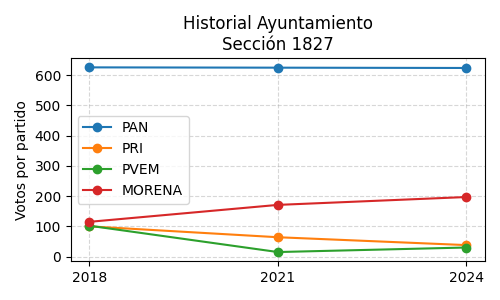 Historial Ayuntamiento
Sección 1827
Votos por partido
600
500
400
300
200
100
0
PAN
PRI
PVEM
MORENA
2018
2021
2024